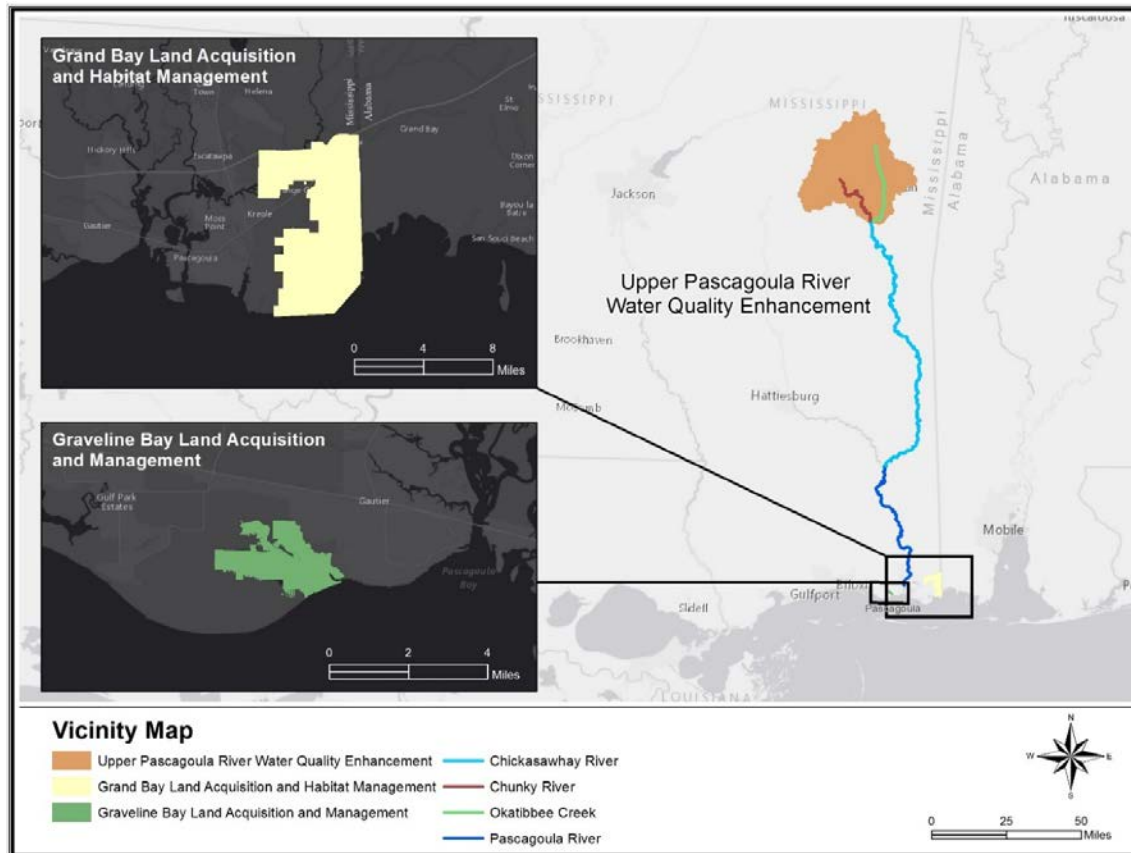 Grand Bay Land Acquisition
and Habitat Management
Town
Helena
Mississippi
Alabama
Grand Bay
St
Elmo
Hickory Hills
Escatawpa
Dixon
Corner
Bayou la
Batre
Moss
Point
Kreole
Gautier
Pascagoula
San Souci Beach
0 4 8
Miles
Graveline Bay Land Acquisition
and Management
Gulf Park
Estates
Gautier
Pascagoula
Bay
0 2 4
Miles
MISSISSIPPI
Jackson
Mississippi
Alabama
Alabama
Upper Pascagoula River
Water Quality Enhancement
Brookhaven
Hattiesburg
Mobile
Gulfport
Pascagoula
Slidell
LOUISIANA
Vicinity Map
Upper Pascagoula River Water Quality Enhancement
Grand Bay Land Acquisition and Habitat Management
Graveline Bay Land Acquisition and Management
Chickasawhay River
Chunky River
Okatibbee Creek
Pascagoula River
N
W E
S
0 25 50
Miles